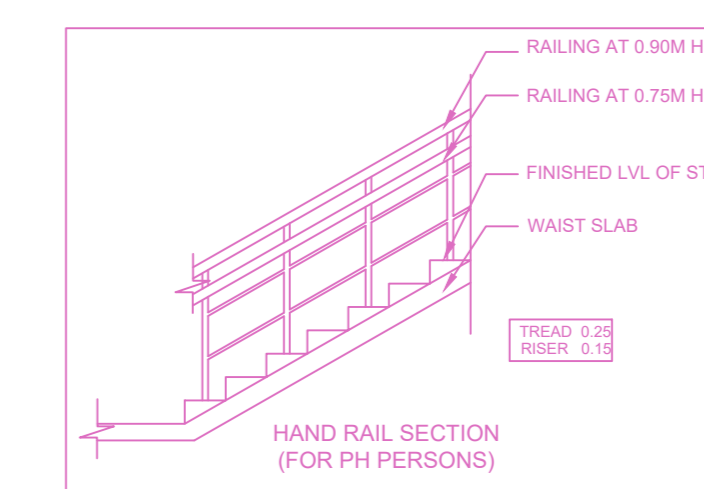 RAILING AT 0.90M H
RAILING AT 0.75M H
FINISHED LVL OF ST
WAIST SLAB
TREAD 0.25
RISER 0.15
HAND RAIL SECTION
(FOR PH PERSONS)